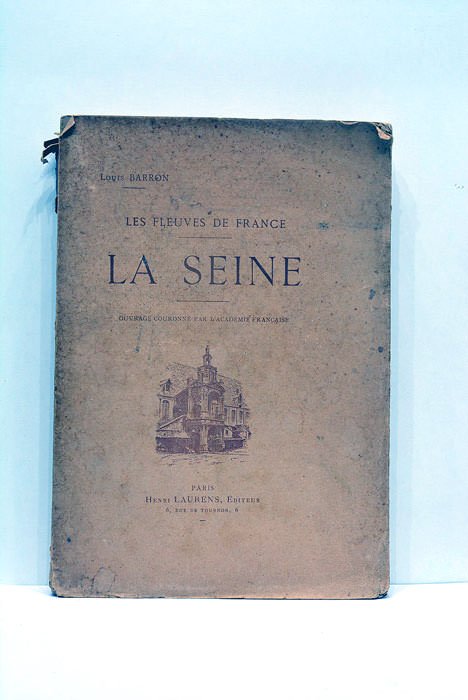 Louis BARRON
LES FLEUVES DE FRANCE
LA SEINE
OUVRAGE COURONNÉ PAR L'ACADÉMIE FRANÇAISE
PARIS
HENRI LAURENS, EDITEUR
6, RUE DE TOURNON, 6